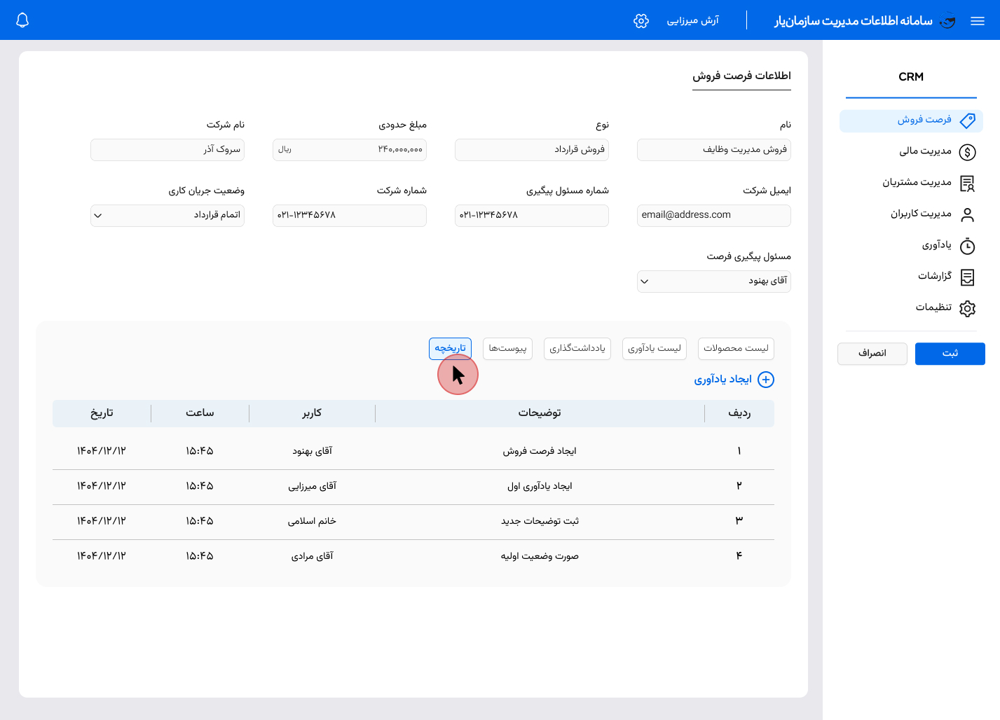 سامانه اطلاعات مدیریت سازمان‌یار
آرش میرزایی
CRM
فرصت فروش
مدیریت مالی
مدیریت مشتریان
مدیریت کاربران
یادآوری
گزارشات
تنظیمات
ثبت
انصراف
اطلاعات فرصت فروش
نام
نوع
مبلغ حدودی
نام شرکت
فروش مدیریت وظایف
فروش قرارداد
۲۴۰,۰۰۰,۰۰۰ ریال
سروک آذر
ایمیل شرکت
شماره مسئول پیگیری
شماره شرکت
وضعیت جریان کاری
email@address.com
۰۲۱-۱۲۳۴۵۶۷۸
۰۲۱-۱۲۳۴۵۶۷۸
اتمام قرارداد
مسئول پیگیری فرصت
آقای بهنود
لیست محصولات
لیست یادآوری
یادداشت‌گذاری
پیوست‌ها
تاریخچه
ایجاد یادآوری
ردیف توضیحات کاربر ساعت تاریخ
۱ ایجاد فرصت فروش آقای بهنود ۱۵:۴۵ ۱۴۰۴/۱۲/۱۲
۲ ایجاد یادآوری اول آقای میرزایی ۱۵:۴۵ ۱۴۰۴/۱۲/۱۲
۳ ثبت توضیحات جدید خانم اسلامی ۱۵:۴۵ ۱۴۰۴/۱۲/۱۲
۴ صورت وضعیت اولیه آقای مرادی ۱۵:۴۵ ۱۴۰۴/۱۲/۱۲